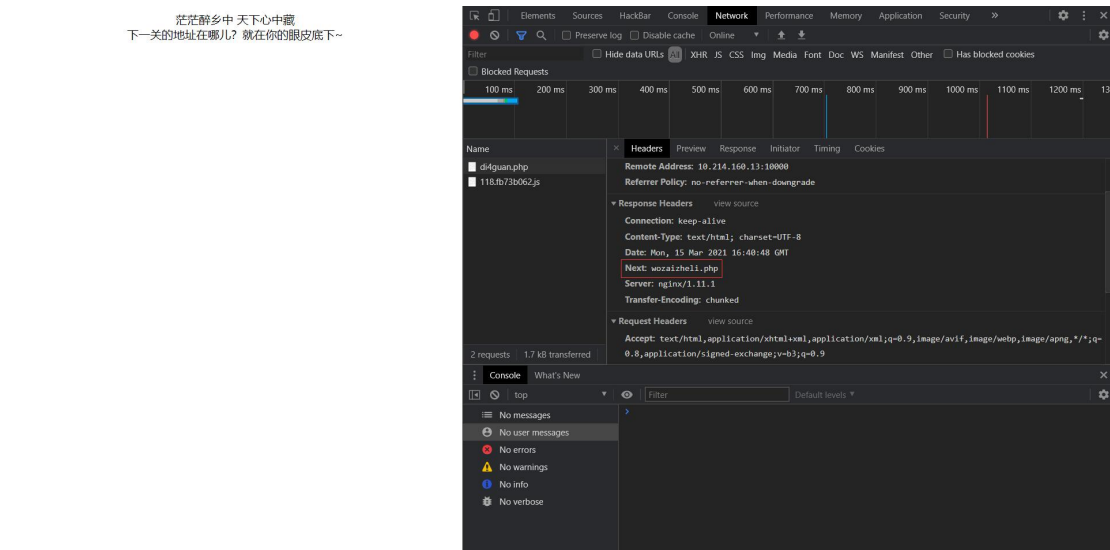 茫茫醉乡中 天下心中藏
下一关的地址在哪儿？就在你的眼皮底下~
Elements Sources HackBar Console Network Performance Memory Application Security »
Preserve log Disable cache Online
Filter Hide data URLs All XHR JS CSS Img Media Font Doc WS Manifest Other Has blocked cookies
Blocked Requests
100 ms 200 ms 300 ms 400 ms 500 ms 600 ms 700 ms 800 ms 900 ms 1000 ms 1100 ms 1200 ms 13
Name
di4guan.php
118.fb73b062.js
2 requests 1.7 kB transferred
× Headers Preview Response Initiator Timing Cookies
Remote Address: 10.214.160.13:10000
Referrer Policy: no-referrer-when-downgrade
Response Headers view source
Connection: keep-alive
Content-Type: text/html; charset=UTF-8
Date: Mon, 15 Mar 2021 16:40:48 GMT
Next: wozaizheli.php
Server: nginx/1.11.1
Transfer-Encoding: chunked
Request Headers view source
Accept: text/html,application/xhtml+xml,application/xml;q=0.9,image/avif,image/webp,image/apng,*/*;q=
0.8,application/signed-exchange;v=b3;q=0.9
Console What's New
top Filter Default levels
No messages
No user messages
No errors
No warnings
No info
No verbose